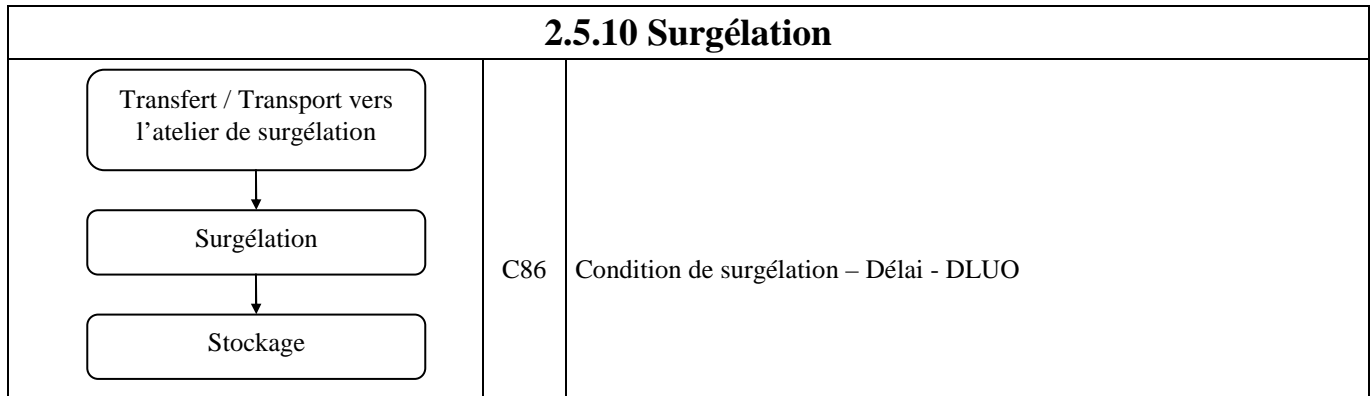 2.5.10 Surgélation
Transfert / Transport vers
l’atelier de surgélation
Surgélation
C86
Condition de surgélation – Délai - DLUO
Stockage